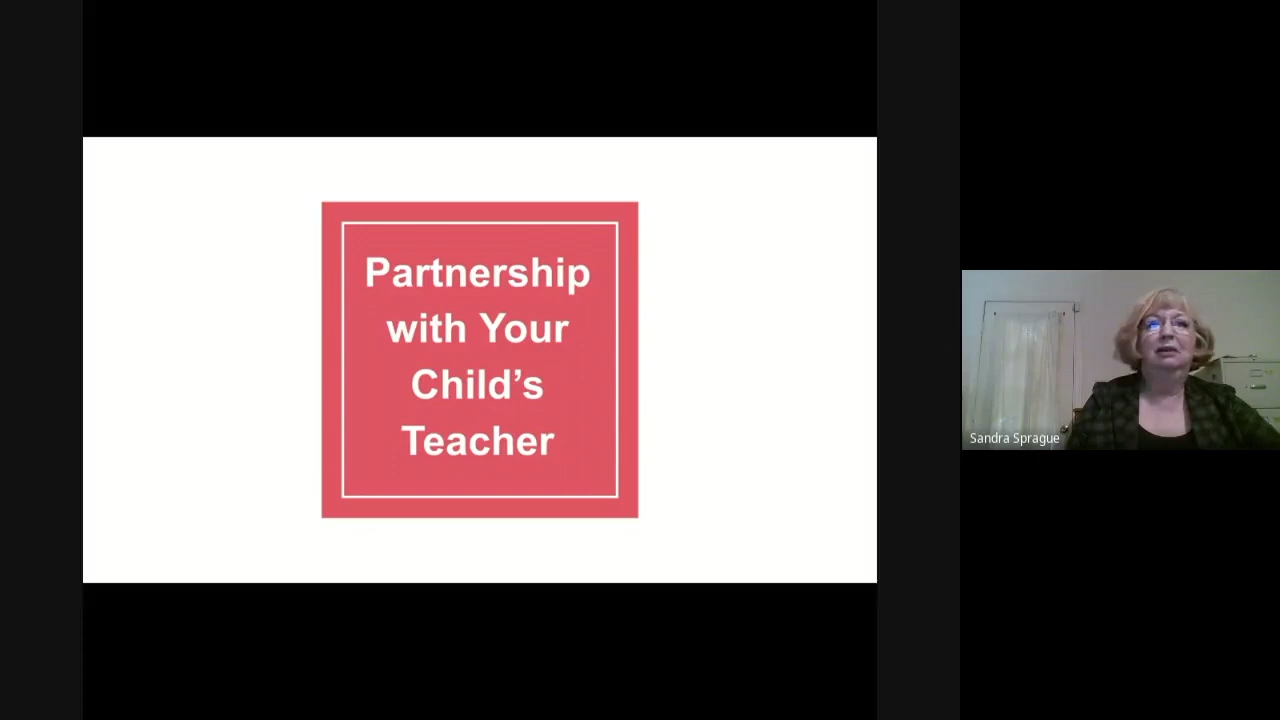 Partnership
with Your
Child’s
Teacher
Sandra Sprague